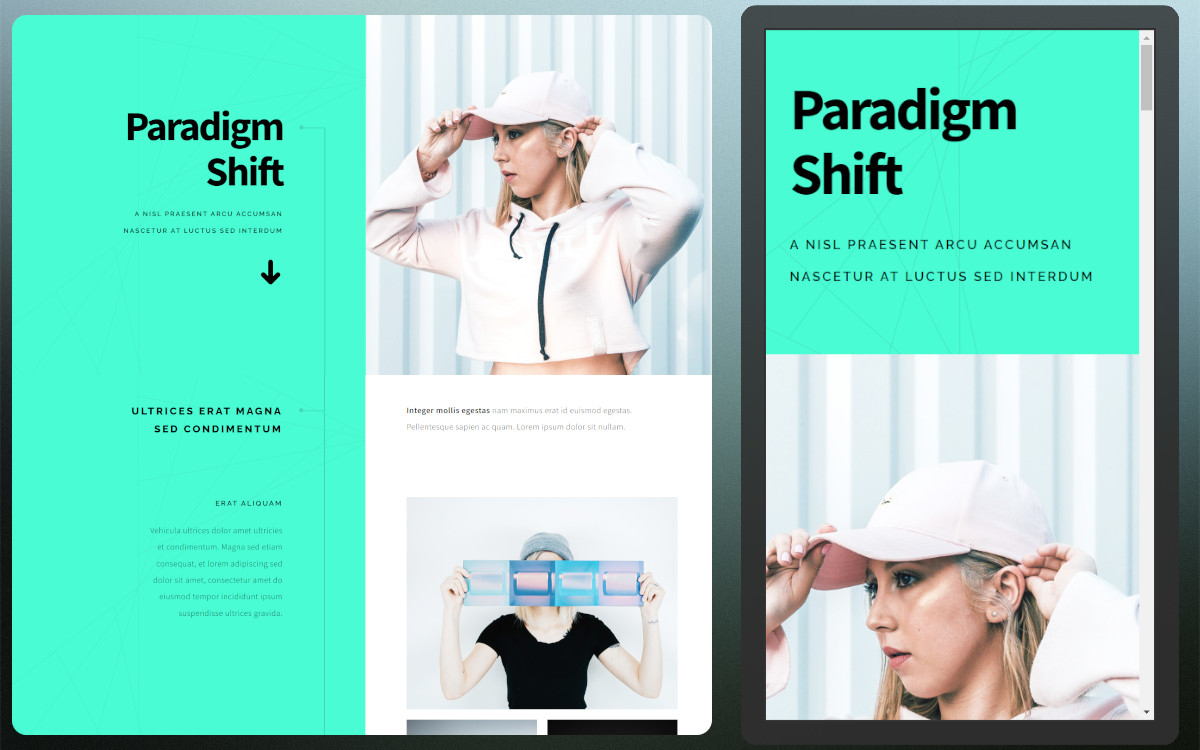 Paradigm
Shift
A NISL PRAESENT ARCU ACCUMSAN
NASCETUR AT LUCTUS SED INTERDUM
ULTRICES ERAT MAGNA
SED CONDIMENTUM
ERAT ALIQUAM
Vehicula ultrices dolor amet ultricies
et condimentum. Magna sed etiam
consequat, et lorem adipiscing sed
dolor sit amet, consectetur amet do
eiusmod tempor incididunt ipsum
suspendisse ultrices gravida.
Integer mollis egestas nam maximus erat id euismod egestas.
Pellentesque sapien ac quam. Lorem ipsum dolor sit nullam.
Paradigm
Shift
A NISL PRAESENT ARCU ACCUMSAN
NASCETUR AT LUCTUS SED INTERDUM